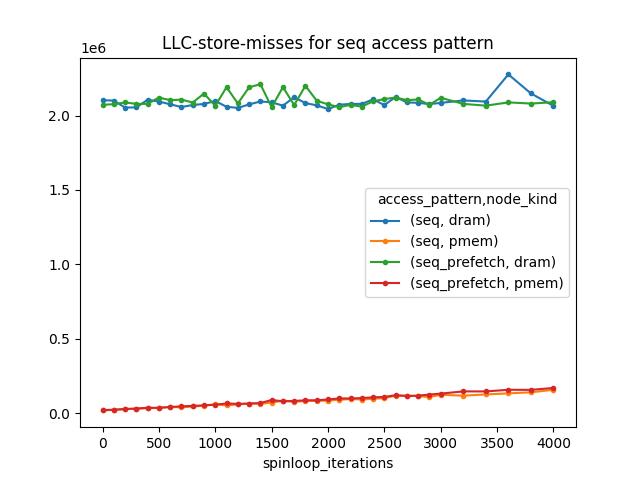 LLC-store-misses for seq access pattern
1e6
2.0
1.5
1.0
0.5
0.0
access_pattern,node_kind
(seq, dram)
(seq, pmem)
(seq_prefetch, dram)
(seq_prefetch, pmem)
0 500 1000 1500 2000 2500 3000 3500 4000
spinloop_iterations